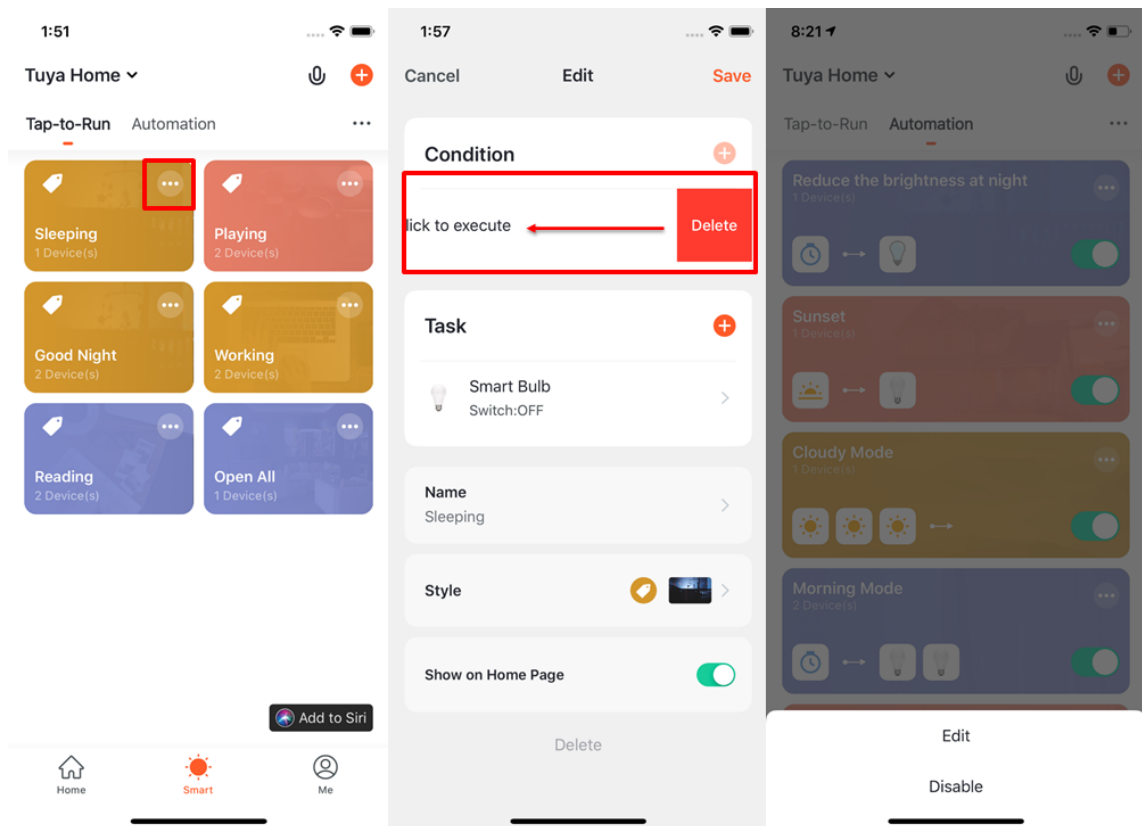 1:51
Tuya Home
Tap-to-Run Automation
Sleeping
1 Device(s)
Playing
2 Device(s)
Good Night
2 Device(s)
Working
2 Device(s)
Reading
2 Device(s)
Open All
1 Device(s)
Add to Siri
Home
Smart
Me
1:57
Cancel Edit Save
Condition
lick to execute
Delete
Task
Smart Bulb
Switch:OFF
Name
Sleeping
Style
Show on Home Page
Delete
8:21
Tuya Home
Tap-to-Run Automation
Reduce the brightness at night
1 Device(s)
Sunset
1 Device(s)
Cloudy Mode
1 Device(s)
Morning Mode
2 Device(s)
Edit
Disable